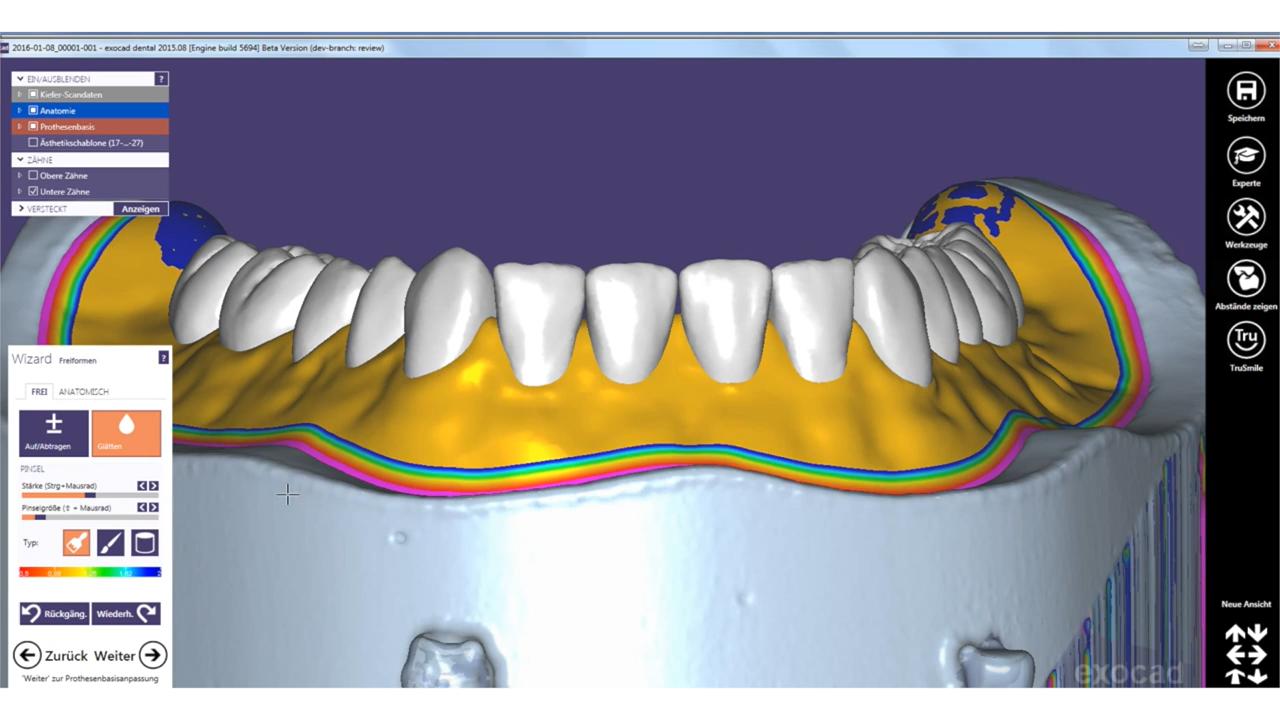 2016-01-08_00001-001 - exocad dental 2015.08 [Engine build 5694] Beta Version (dev-branch: review)
EIN/AUSBLENDEN ?
Kiefer-Scandaten
Anatomie
Prothesenbasis
Ästhetikschablone (17-...-27)
ZÄHNE
Obere Zähne
Untere Zähne
VERSTECKT Anzeigen
Wizard Freiformen ?
FREI ANATOMISCH
Auf/Abtragen Glätten
PINSEL
Stärke (Strg+Mausrad)
Pinselgröße (⇧ + Mausrad)
Typ:
2
Rückgäng. Wiederh.
Zurück Weiter
'Weiter' zur Prothesenbasisanpassung
Speichern
Experte
Werkzeuge
Abstände zeigen
Tru
TruSmile
Neue Ansicht
exocad